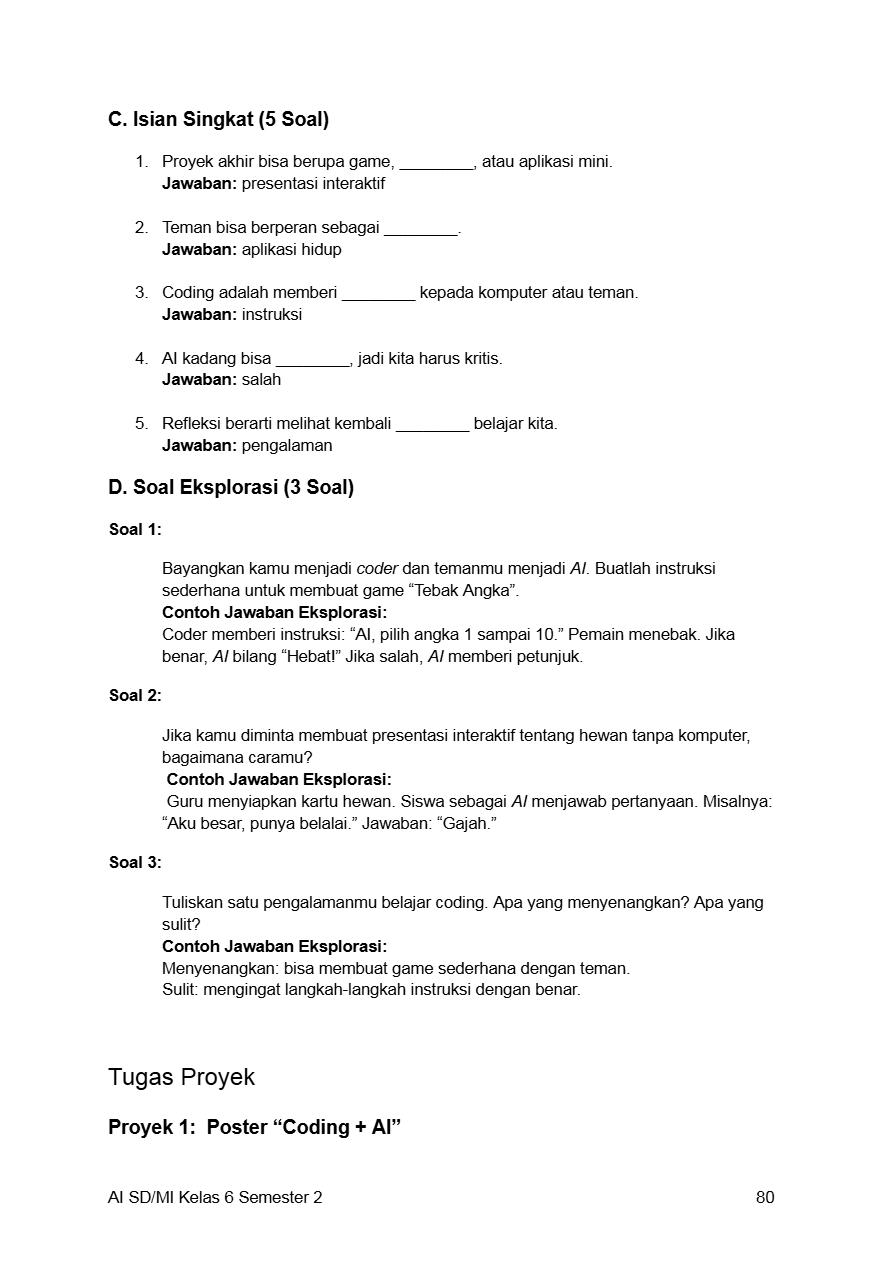 C. Isian Singkat (5 Soal)
1. Proyek akhir bisa berupa game, ________, atau aplikasi mini.
Jawaban: presentasi interaktif
2. Teman bisa berperan sebagai ________.
Jawaban: aplikasi hidup
3. Coding adalah memberi ________ kepada komputer atau teman.
Jawaban: instruksi
4. AI kadang bisa ________, jadi kita harus kritis.
Jawaban: salah
5. Refleksi berarti melihat kembali ________ belajar kita.
Jawaban: pengalaman
D. Soal Eksplorasi (3 Soal)
Soal 1:
Bayangkan kamu menjadi coder dan temanmu menjadi AI. Buatlah instruksi
sederhana untuk membuat game “Tebak Angka”.
Contoh Jawaban Eksplorasi:
Coder memberi instruksi: “AI, pilih angka 1 sampai 10.” Pemain menebak. Jika
benar, AI bilang “Hebat!” Jika salah, AI memberi petunjuk.
Soal 2:
Jika kamu diminta membuat presentasi interaktif tentang hewan tanpa komputer,
bagaimana caramu?
Contoh Jawaban Eksplorasi:
Guru menyiapkan kartu hewan. Siswa sebagai AI menjawab pertanyaan. Misalnya:
“Aku besar, punya belalai.” Jawaban: “Gajah.”
Soal 3:
Tuliskan satu pengalamanmu belajar coding. Apa yang menyenangkan? Apa yang
sulit?
Contoh Jawaban Eksplorasi:
Menyenangkan: bisa membuat game sederhana dengan teman.
Sulit: mengingat langkah-langkah instruksi dengan benar.
Tugas Proyek
Proyek 1:  Poster “Coding + AI”
AI SD/MI Kelas 6 Semester 2 80